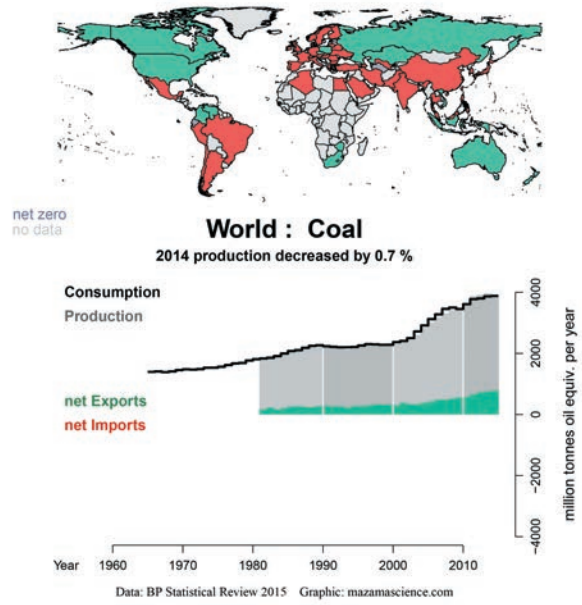 net zero
no data
World : Coal
2014 production decreased by 0.7 %
Consumption
Production
net Exports
net Imports
4000
2000
0
−2000
−4000
million tonnes oil equiv. per year
Year 1960 1970 1980 1990 2000 2010
Data: BP Statistical Review 2015 Graphic: mazamascience.com